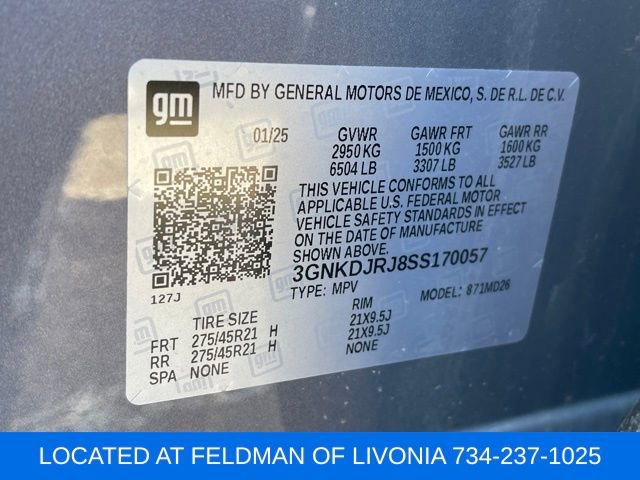 gm
MFD BY GENERAL MOTORS DE MEXICO, S. DE R.L. DE C.V.
01/25 GVWR GAWR FRT GAWR RR
2950 KG 1500 KG 1600 KG
6504 LB 3307 LB 3527 LB
THIS VEHICLE CONFORMS TO ALL
APPLICABLE U.S. FEDERAL MOTOR
VEHICLE SAFETY STANDARDS IN EFFECT
ON THE DATE OF MANUFACTURE
SHOWN ABOVE.
3GNKDJRJ8SS170057
127J TYPE: MPV MODEL: 871MD26
TIRE SIZE RIM
FRT 275/45R21 H 21X9.5J
RR 275/45R21 H 21X9.5J
SPA NONE NONE
LOCATED AT FELDMAN OF LIVONIA 734-237-1025